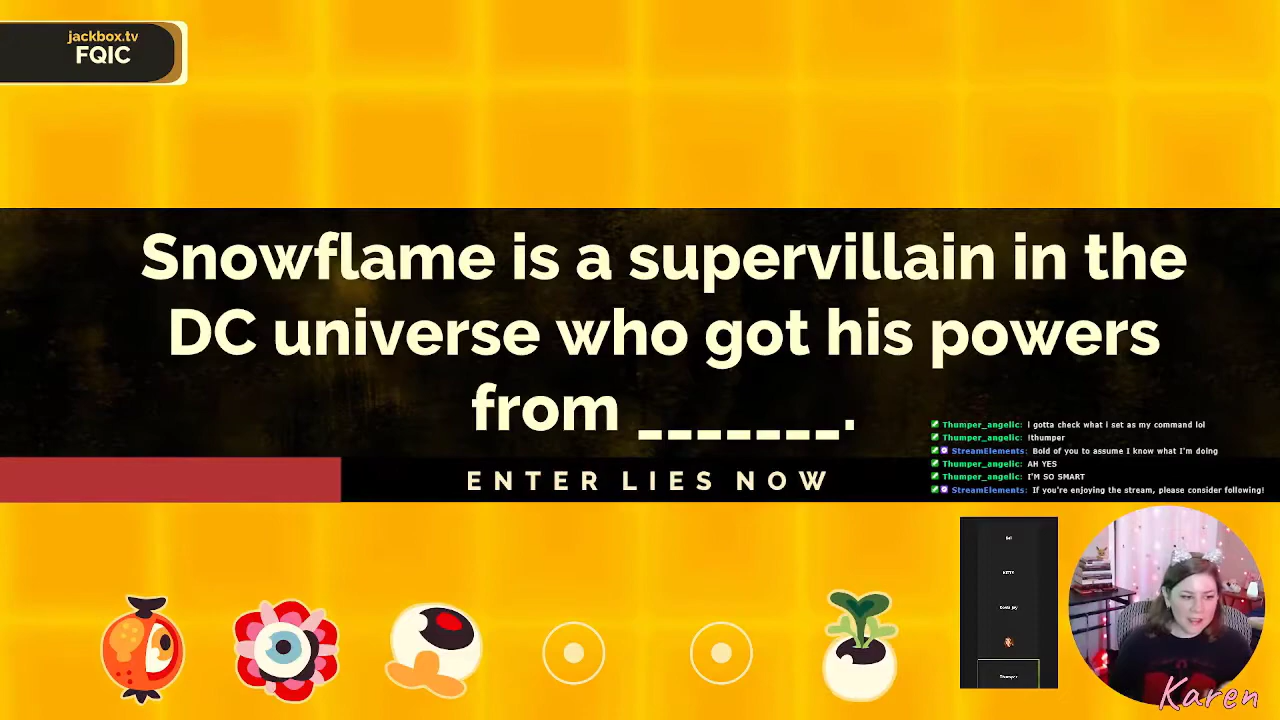 jackbox.tv
FQIC
Snowflame is a supervillain in the
DC universe who got his powers
from _______.
ENTER LIES NOW
Thumper_angelic: I gotta check what i set as my command lol
Thumper_angelic: !thumper
StreamElements: Bold of you to assume I know what I'm doing
Thumper_angelic: AH YES
Thumper_angelic: I'M SO SMART
StreamElements: If you're enjoying the stream, please consider following!
Thumper
Karen